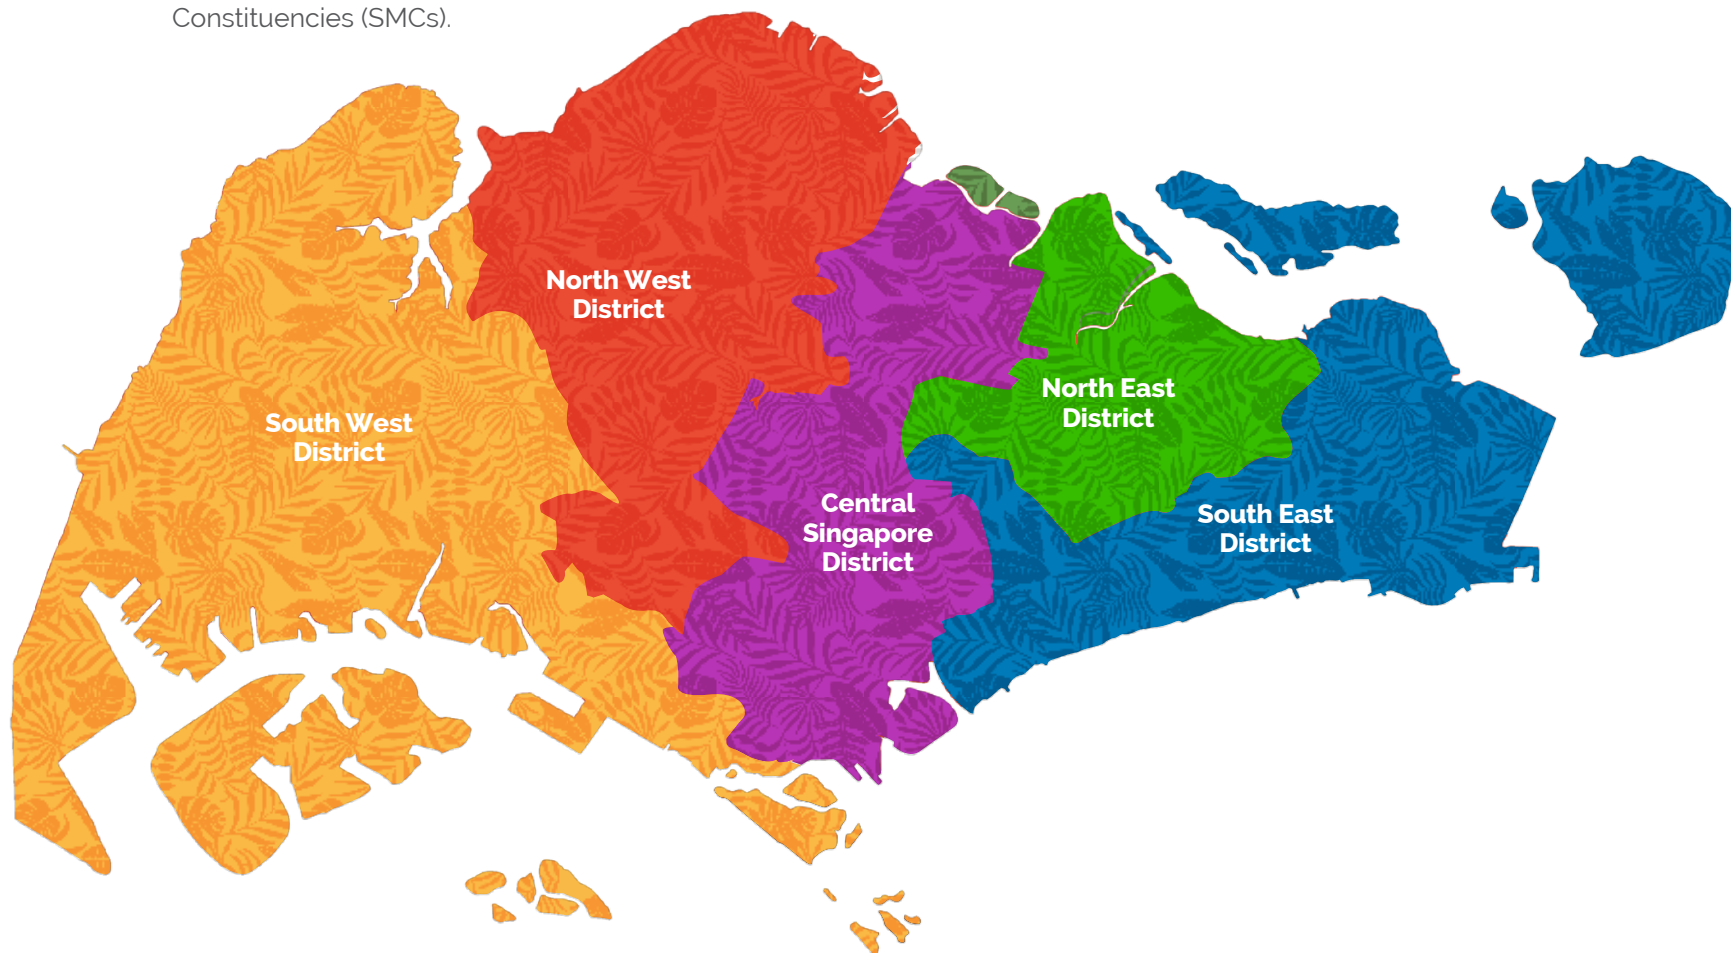 Constituencies (SMCs).
North West
District
South West
District
North East
District
Central
Singapore
District
South East
District